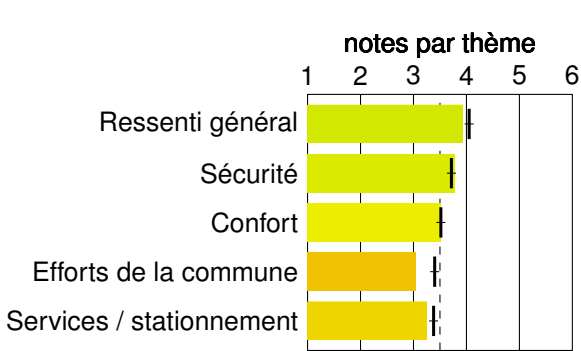 notes par thème
1 2 3 4 5 6
Ressenti général
Sécurité
Confort
Efforts de la commune
Services / stationnement